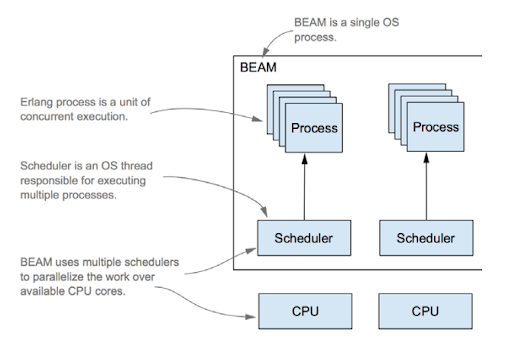 BEAM is a single OS
process.
BEAM
Erlang process is a unit of
concurrent execution.
Process
Process
Scheduler is an OS thread
responsible for executing
multiple processes.
Scheduler
Scheduler
BEAM uses multiple schedulers
to parallelize the work over
available CPU cores.
CPU
CPU